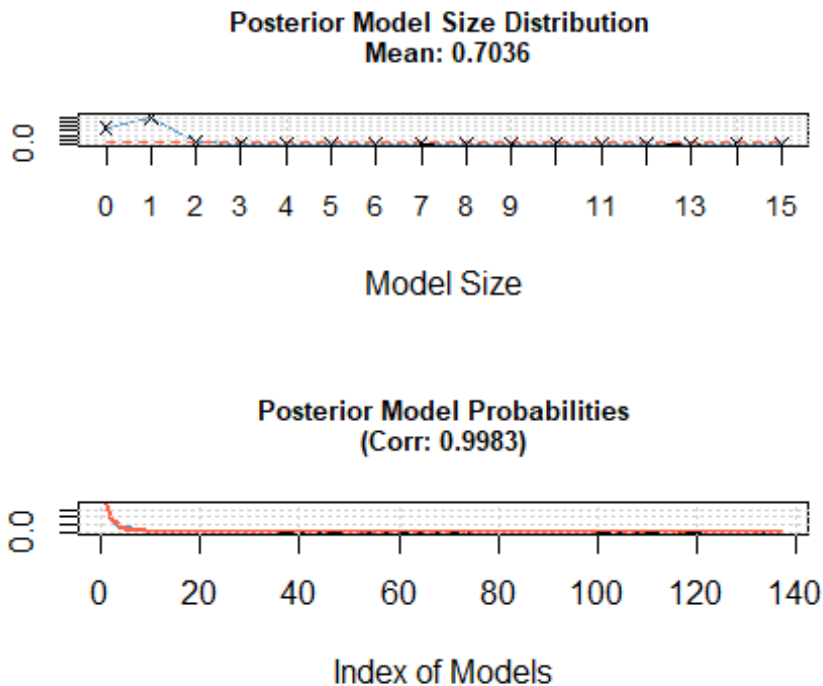 Posterior Model Size Distribution
Mean: 0.7036
0.0
0 1 2 3 4 5 6 7 8 9 11 13 15
Model Size
Posterior Model Probabilities
(Corr: 0.9983)
0.0
0 20 40 60 80 100 120 140
Index of Models